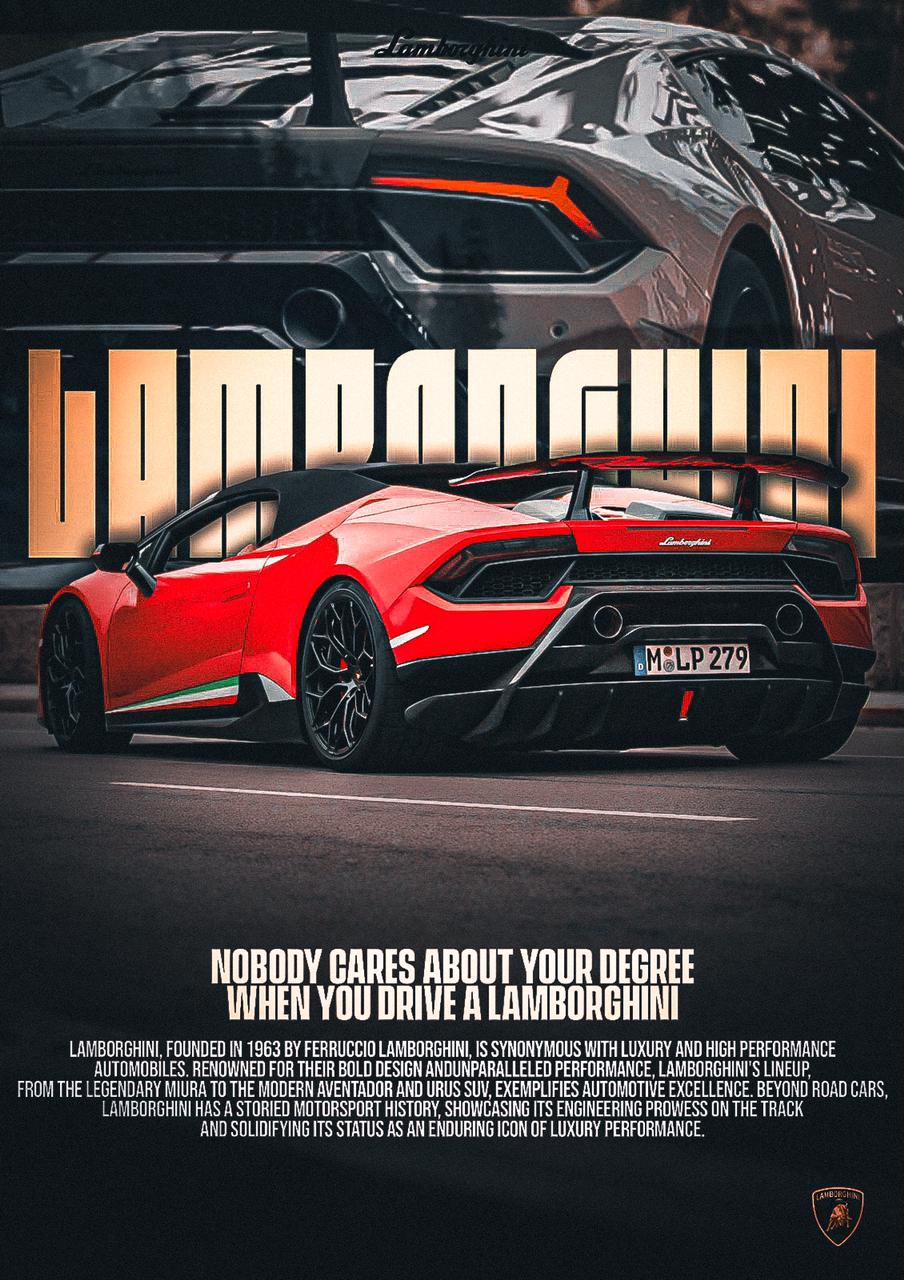 Lamborghini
LAMBORGHINI
Lamborghini
D M LP 279
NOBODY CARES ABOUT YOUR DEGREE
WHEN YOU DRIVE A LAMBORGHINI
LAMBORGHINI, FOUNDED IN 1963 BY FERRUCCIO LAMBORGHINI, IS SYNONYMOUS WITH LUXURY AND HIGH PERFORMANCE
AUTOMOBILES. RENOWNED FOR THEIR BOLD DESIGN ANDUNPARALLELED PERFORMANCE, LAMBORGHINI'S LINEUP,
FROM THE LEGENDARY MIURA TO THE MODERN AVENTADOR AND URUS SUV, EXEMPLIFIES AUTOMOTIVE EXCELLENCE. BEYOND ROAD CARS,
LAMBORGHINI HAS A STORIED MOTORSPORT HISTORY, SHOWCASING ITS ENGINEERING PROWESS ON THE TRACK
AND SOLIDIFYING ITS STATUS AS AN ENDURING ICON OF LUXURY PERFORMANCE.
LAMBORGHINI